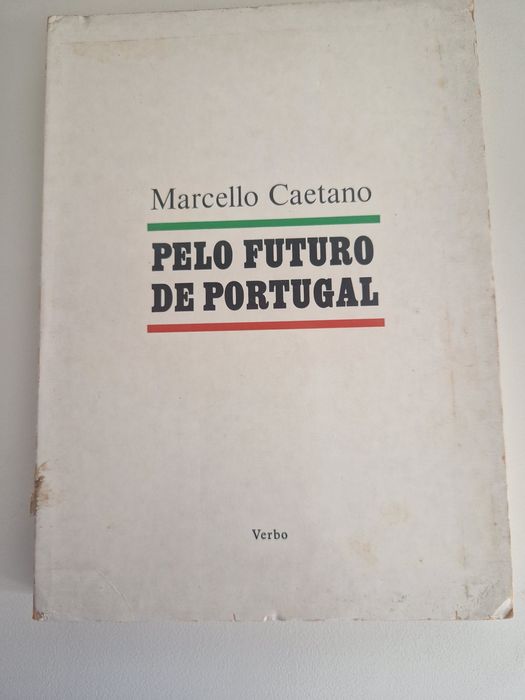 Marcello Caetano
PELO FUTURO
DE PORTUGAL
Verbo